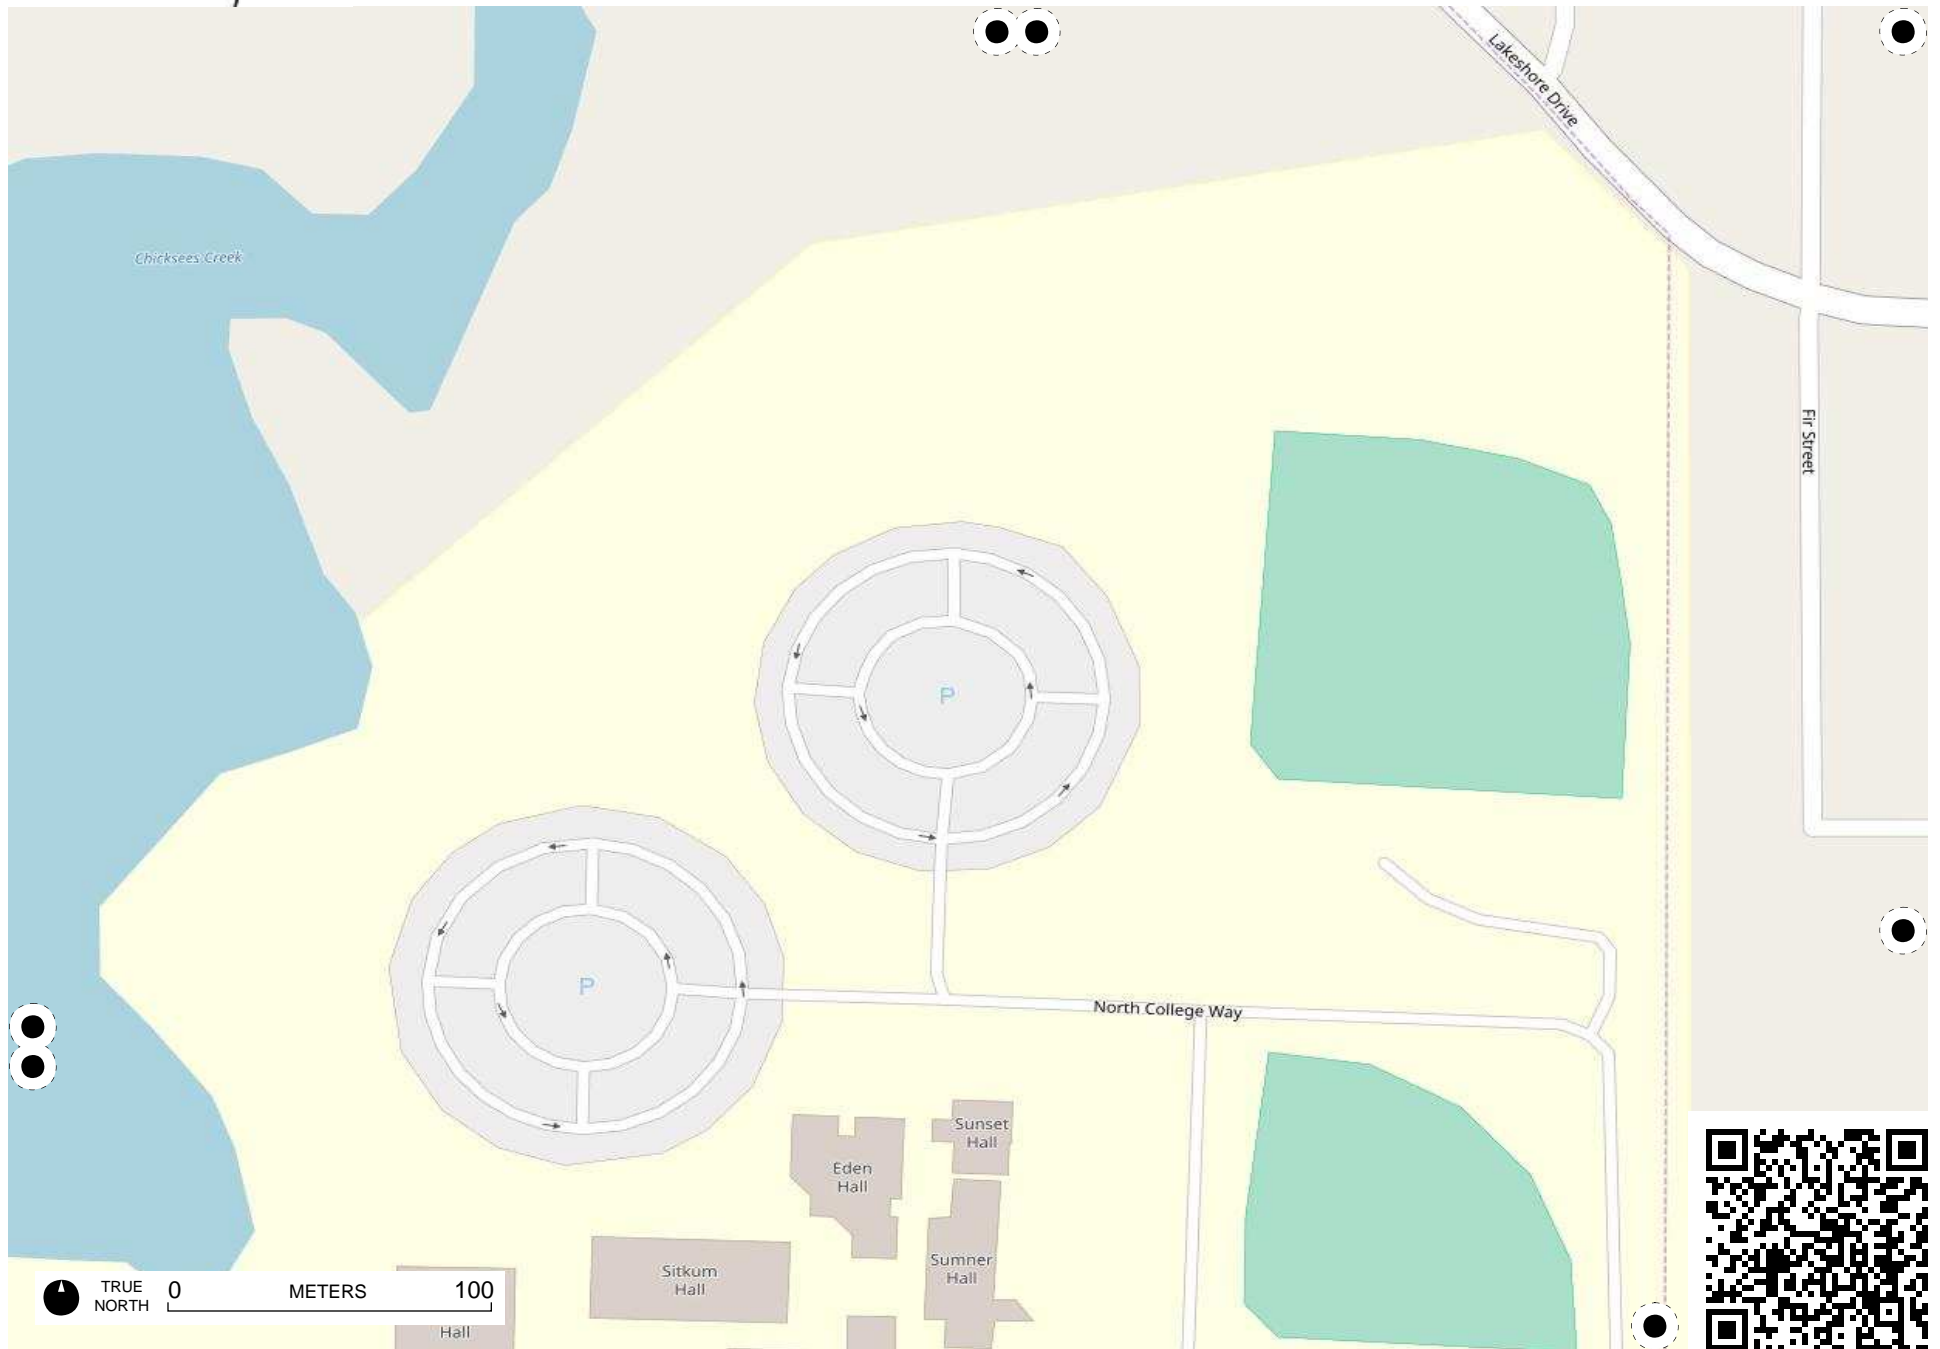 Lakeshore Drive
Chicksees Creek
Fir Street
P
P
North College Way
Sunset
Hall
Eden
Hall
Sumner
Hall
Sitkum
Hall
TRUE
NORTH
0 METERS 100
Hall